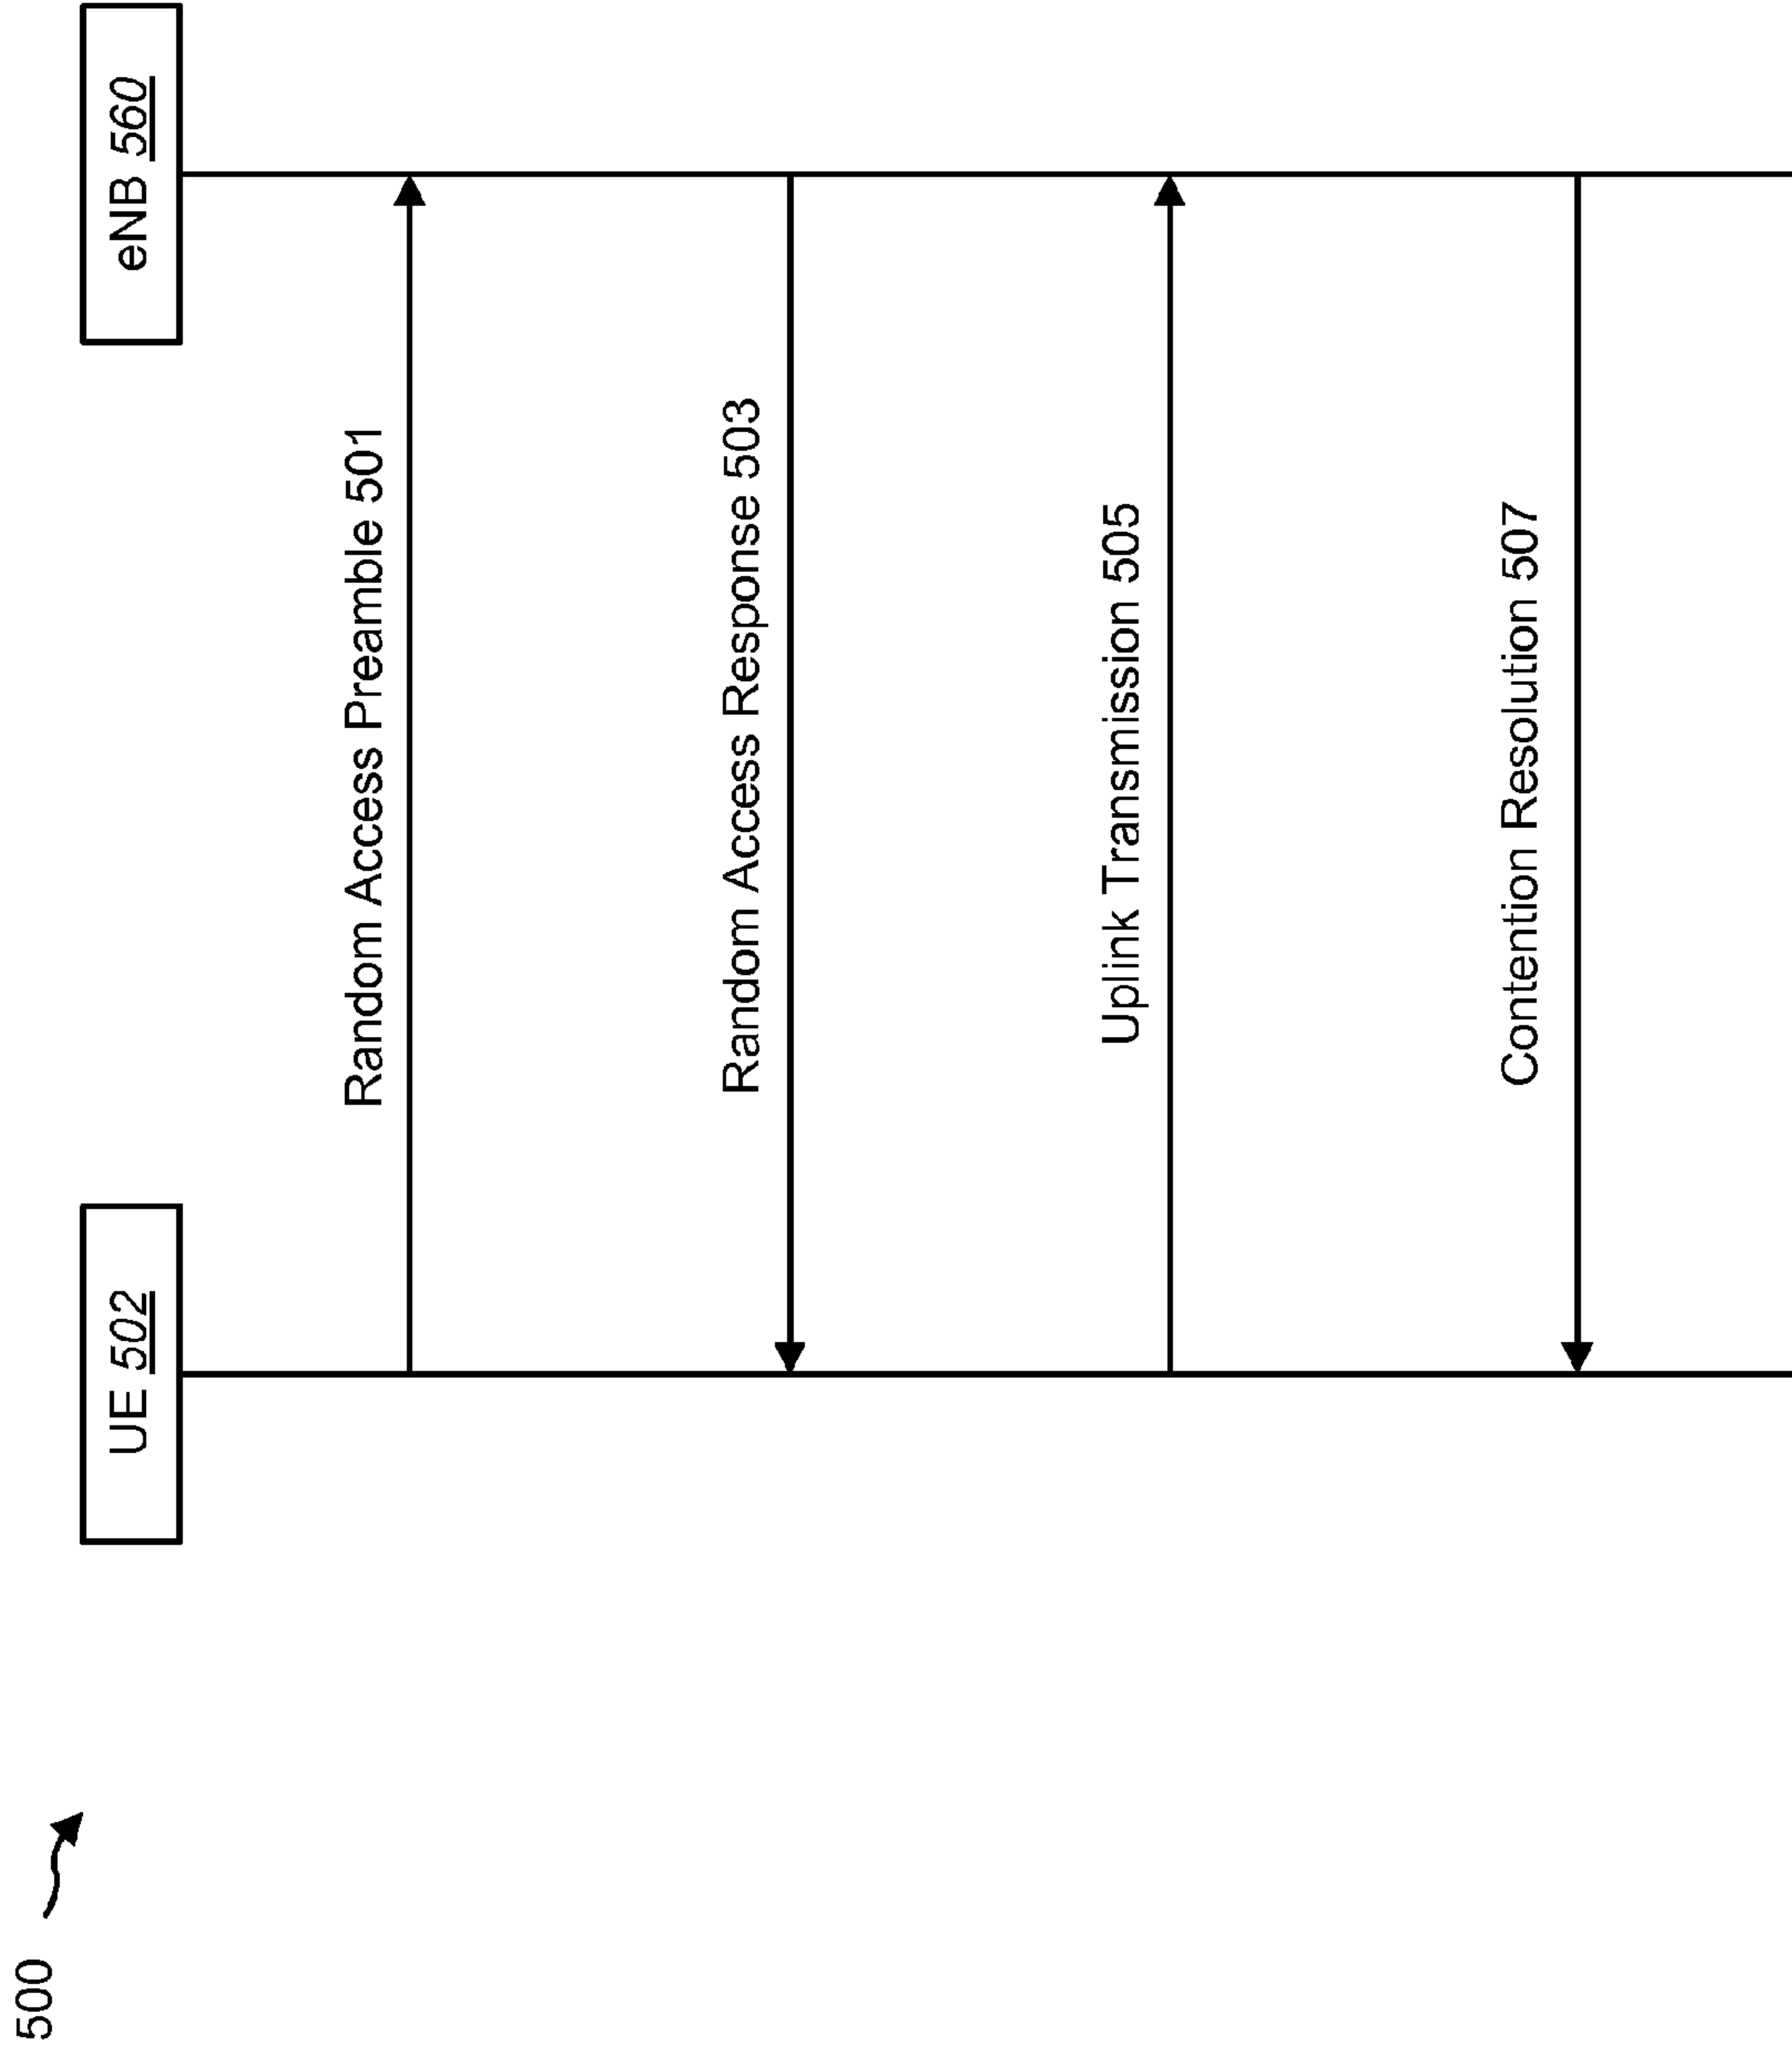 500
UE 502
eNB 560
Random Access Preamble 501
Random Access Response 503
Uplink Transmission 505
Contention Resolution 507